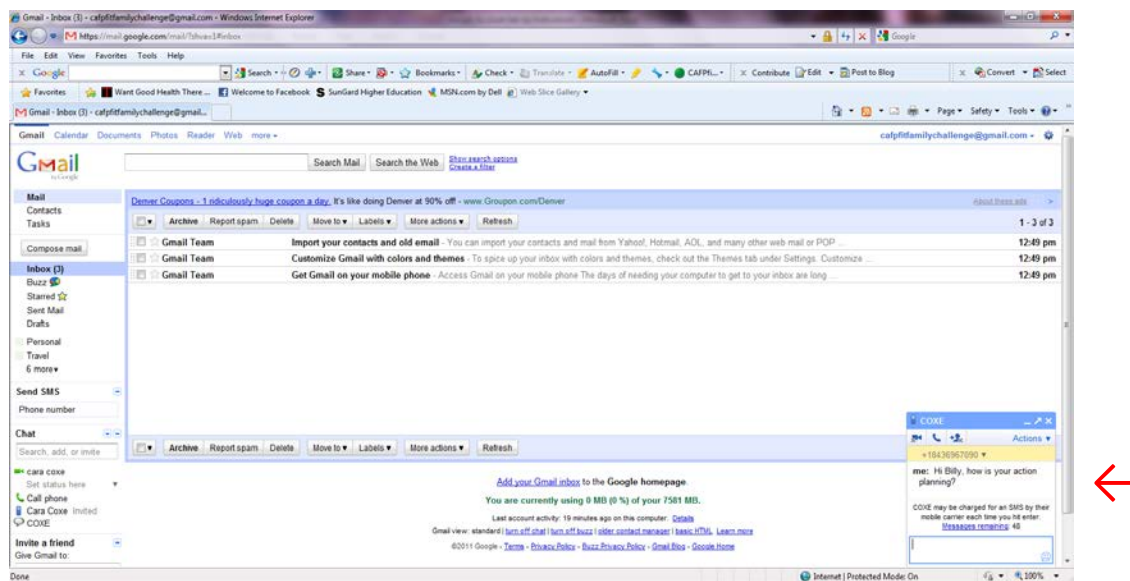 Gmail - Inbox (3) - cafpfitfamilychallenge@gmail.com - Windows Internet Explorer
https://mail.google.com/mail/?shva=1#inbox
Google
File Edit View Favorites Tools Help
x Google Search Share Bookmarks Check Translate AutoFill CAFPfi... x Contribute Edit Post to Blog x Convert Select
Favorites Want Good Health There ... Welcome to Facebook SunGard Higher Education MSN.com by Dell Web Slice Gallery
Gmail - Inbox (3) - cafpfitfamilychallenge@gmail... Page Safety Tools
Gmail Calendar Documents Photos Reader Web more cafpfitfamilychallenge@gmail.com
Gmail
by Google
Search Mail Search the Web Show search options
Create a filter
Mail
Contacts
Tasks
Compose mail
Inbox (3)
Buzz
Starred
Sent Mail
Drafts
Personal
Travel
6 more
Send SMS
Phone number
Chat
Search, add, or invite
cara coxe
Set status here
Call phone
Cara Coxe Invited
COXE
Invite a friend
Give Gmail to:
Denver Coupons - 1 ridiculously huge coupon a day. It's like doing Denver at 90% off! - www.Groupon.com/Denver About these ads >
Archive Report spam Delete Move to Labels More actions Refresh 1 - 3 of 3
Gmail Team Import your contacts and old email - You can import your contacts and mail from Yahoo!, Hotmail, AOL, and many other web mail or POP ... 12:49 pm
Gmail Team Customize Gmail with colors and themes - To spice up your inbox with colors and themes, check out the Themes tab under Settings. Customize ... 12:49 pm
Gmail Team Get Gmail on your mobile phone - Access Gmail on your mobile phone The days of needing your computer to get to your inbox are long ... 12:49 pm
Archive Report spam Delete Move to Labels More actions Refresh
Add your Gmail inbox to the Google homepage.
You are currently using 0 MB (0 %) of your 7581 MB.
Last account activity: 19 minutes ago on this computer. Details
Gmail view: standard | turn off chat | turn off buzz | older contact manager | basic HTML Learn more
©2011 Google - Terms - Privacy Policy - Buzz Privacy Policy - Gmail Blog - Google Home
COXE
Actions
+18436967090
me: Hi Billy, how is your action
planning?
COXE may be charged for an SMS by their
mobile carrier each time you hit enter.
Messages remaining: 48
Done Internet | Protected Mode: On 100%